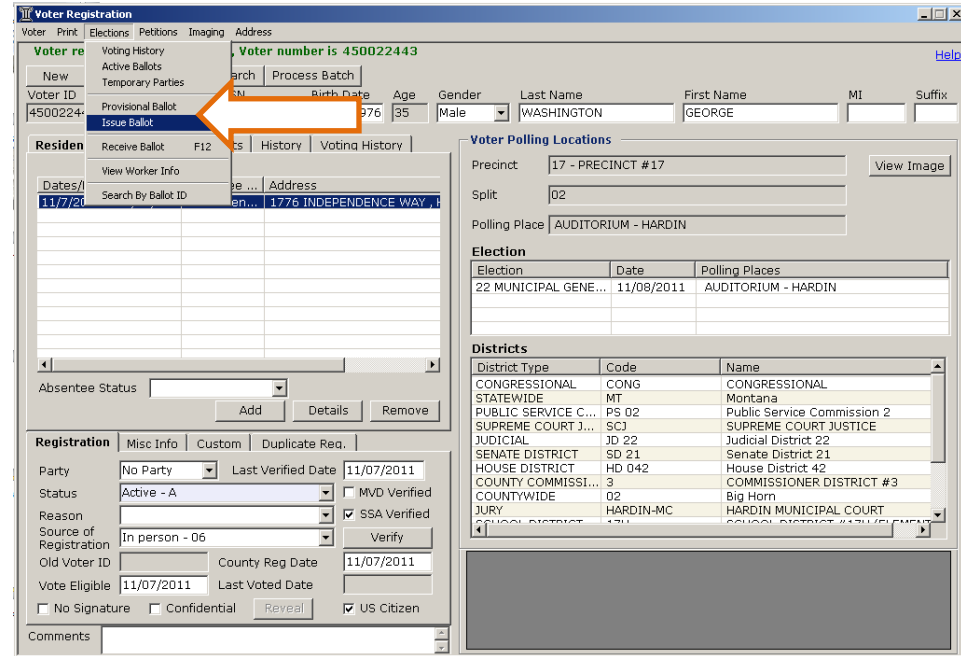 Voter Registration
Voter Print Elections Petitions Imaging Address
Voter re , Voter number is 450022443
Help
Voting History
Active Ballots
Temporary Parties
Provisional Ballot
Issue Ballot
Receive Ballot F12
View Worker Info
Search By Ballot ID
New arch Process Batch
Voter ID SN Birth Date Age Gender Last Name First Name MI Suffix
4500224 976 35 Male WASHINGTON GEORGE
Residen ts History Voting History
Dates/ ee ... Address
11/7/20 en... 1776 INDEPENDENCE WAY , H
Absentee Status
Add Details Remove
Registration Misc Info Custom Duplicate Reg.
Party No Party Last Verified Date 11/07/2011
Status Active - A MVD Verified
Reason SSA Verified
Source of
Registration In person - 06 Verify
Old Voter ID County Reg Date 11/07/2011
Vote Eligible 11/07/2011 Last Voted Date
No Signature Confidential Reveal US Citizen
Comments
Voter Polling Locations
Precinct 17 - PRECINCT #17 View Image
Split 02
Polling Place AUDITORIUM - HARDIN
Election
Election Date Polling Places
22 MUNICIPAL GENE... 11/08/2011 AUDITORIUM - HARDIN
Districts
District Type Code Name
CONGRESSIONAL CONG CONGRESSIONAL
STATEWIDE MT Montana
PUBLIC SERVICE C... PS 02 Public Service Commission 2
SUPREME COURT J... SCJ SUPREME COURT JUSTICE
JUDICIAL JD 22 Judicial District 22
SENATE DISTRICT SD 21 Senate District 21
HOUSE DISTRICT HD 042 House District 42
COUNTY COMMISSI... 3 COMMISSIONER DISTRICT #3
COUNTYWIDE 02 Big Horn
JURY HARDIN-MC HARDIN MUNICIPAL COURT
SCHOOL DISTRICT 17H SCHOOL DISTRICT #17H (ELEMENT